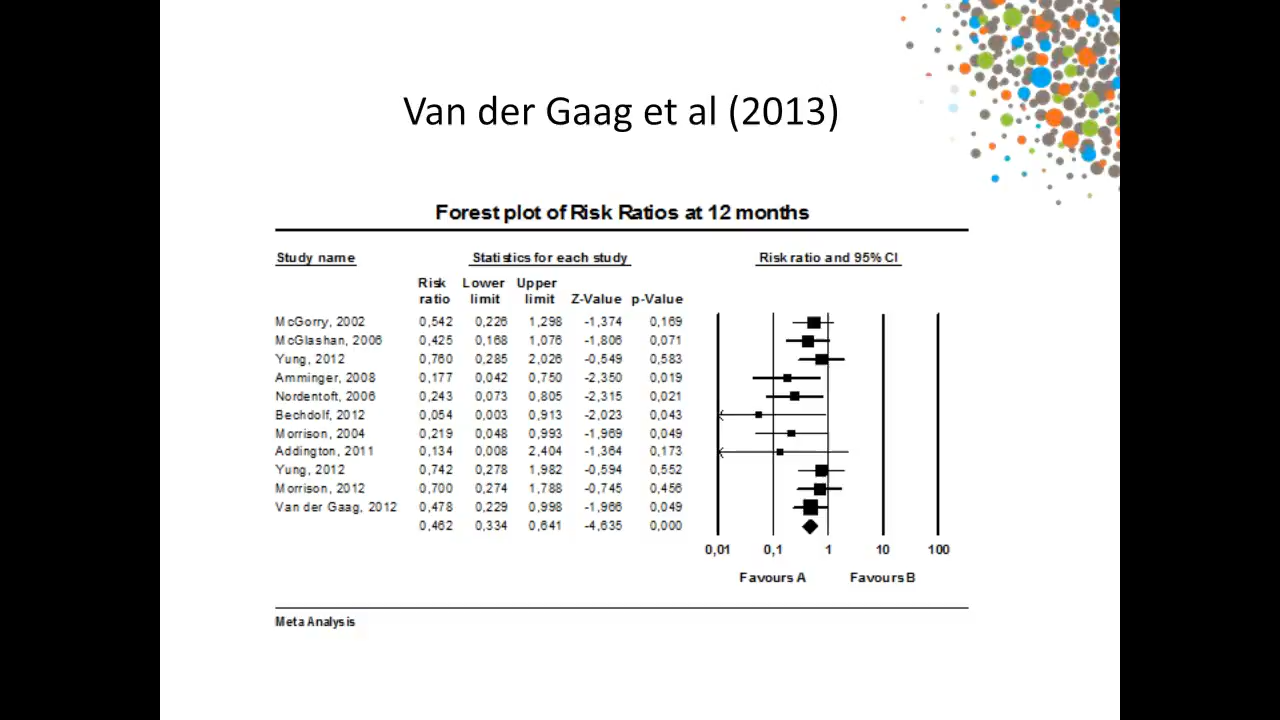 Van der Gaag et al (2013)
Forest plot of Risk Ratios at 12 months
Study name Statistics for each study Risk ratio and 95% CI
Risk Lower Upper
ratio limit limit Z-Value p-Value
McGorry, 2002 0,542 0,226 1,298 -1,374 0,169
McGlashan, 2006 0,425 0,168 1,076 -1,806 0,071
Yung, 2012 0,760 0,285 2,026 -0,549 0,583
Amminger, 2008 0,177 0,042 0,750 -2,350 0,019
Nordentoft, 2006 0,243 0,073 0,805 -2,315 0,021
Bechdolf, 2012 0,054 0,003 0,913 -2,023 0,043
Morrison, 2004 0,219 0,048 0,993 -1,969 0,049
Addington, 2011 0,134 0,008 2,404 -1,364 0,173
Yung, 2012 0,742 0,278 1,982 -0,594 0,552
Morrison, 2012 0,700 0,274 1,788 -0,745 0,456
Van der Gaag, 2012 0,478 0,229 0,998 -1,966 0,049
0,462 0,334 0,641 -4,635 0,000
0,01 0,1 1 10 100
Favours A Favours B
Meta Analysis